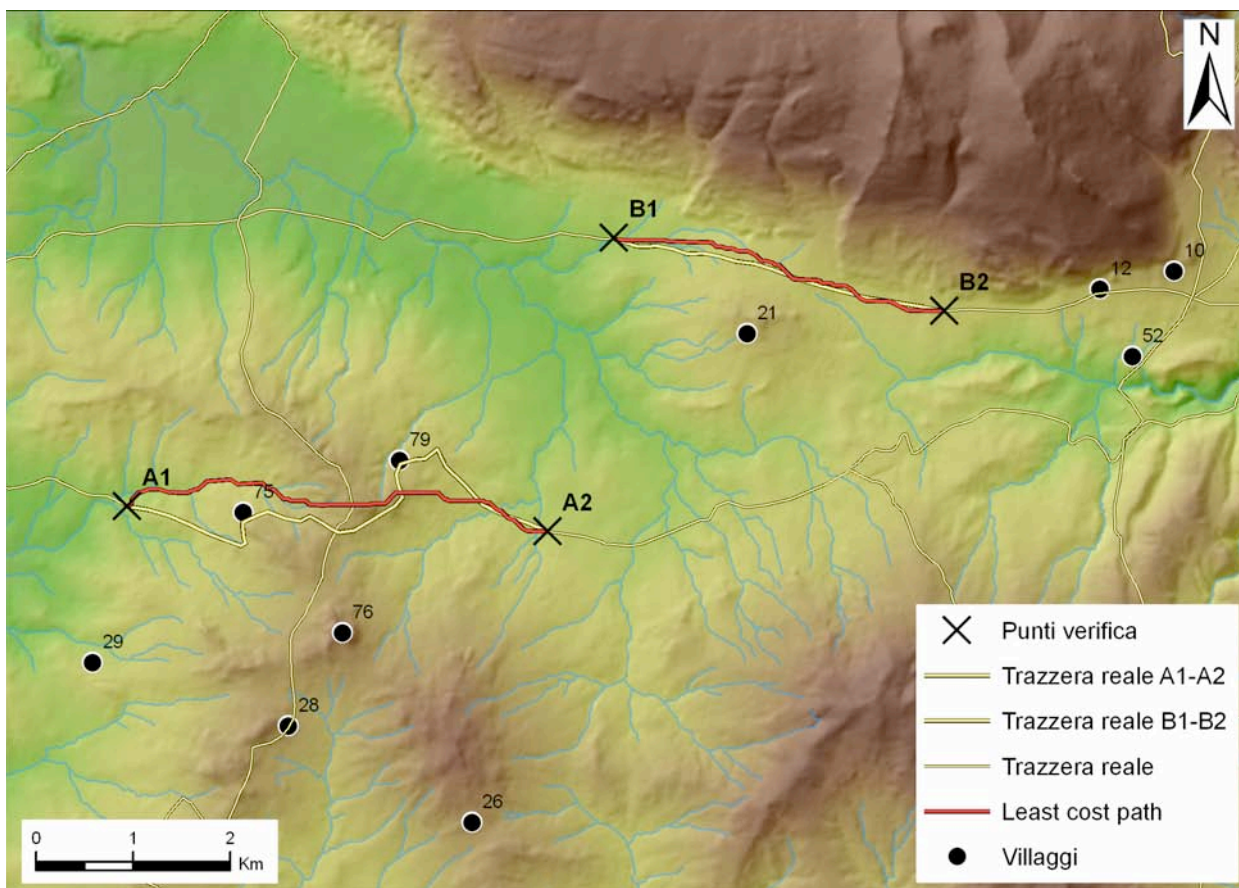 N
B1
10
12
B2
21
52
79
A1
75
A2
76
29
28
26
0 1 2
Km
Punti verifica
Trazzera reale A1-A2
Trazzera reale B1-B2
Trazzera reale
Least cost path
Villaggi